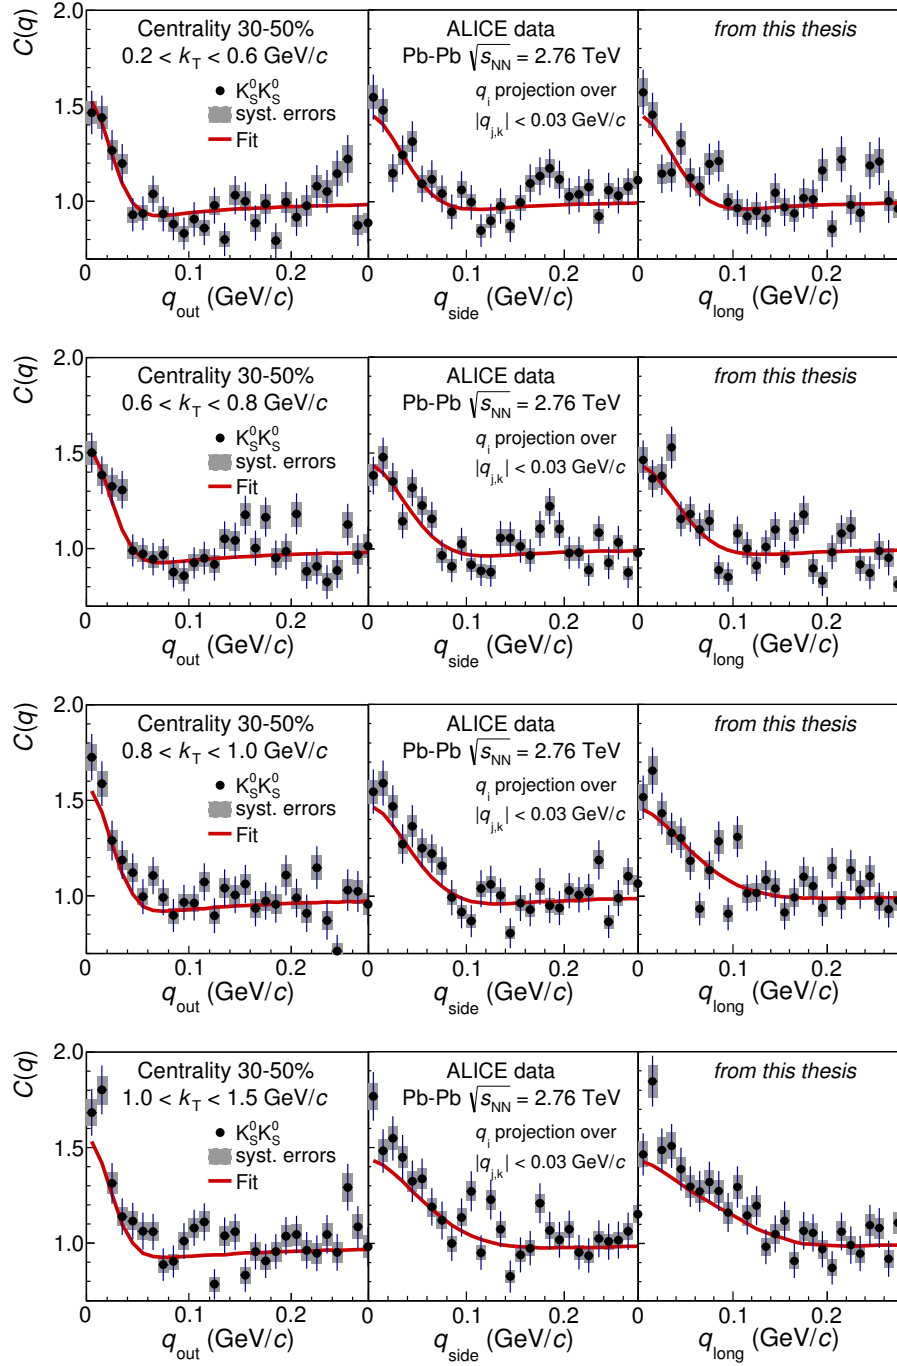 C(q)
2.0
1.5
1.0
Centrality 30-50%
0.2 < k_T < 0.6 GeV/c
K⁰_S K⁰_S
syst. errors
Fit
0 0.1 0.2
q_out (GeV/c)
ALICE data
Pb-Pb √s_NN = 2.76 TeV
q_i projection over
|q_j,k| < 0.03 GeV/c
0 0.1 0.2
q_side (GeV/c)
from this thesis
0 0.1 0.2
q_long (GeV/c)
C(q)
2.0
1.5
1.0
Centrality 30-50%
0.6 < k_T < 0.8 GeV/c
K⁰_S K⁰_S
syst. errors
Fit
0 0.1 0.2
q_out (GeV/c)
ALICE data
Pb-Pb √s_NN = 2.76 TeV
q_i projection over
|q_j,k| < 0.03 GeV/c
0 0.1 0.2
q_side (GeV/c)
from this thesis
0 0.1 0.2
q_long (GeV/c)
C(q)
2.0
1.5
1.0
Centrality 30-50%
0.8 < k_T < 1.0 GeV/c
K⁰_S K⁰_S
syst. errors
Fit
0 0.1 0.2
q_out (GeV/c)
ALICE data
Pb-Pb √s_NN = 2.76 TeV
q_i projection over
|q_j,k| < 0.03 GeV/c
0 0.1 0.2
q_side (GeV/c)
from this thesis
0 0.1 0.2
q_long (GeV/c)
C(q)
2.0
1.5
1.0
Centrality 30-50%
1.0 < k_T < 1.5 GeV/c
K⁰_S K⁰_S
syst. errors
Fit
0 0.1 0.2
q_out (GeV/c)
ALICE data
Pb-Pb √s_NN = 2.76 TeV
q_i projection over
|q_j,k| < 0.03 GeV/c
0 0.1 0.2
q_side (GeV/c)
from this thesis
0 0.1 0.2
q_long (GeV/c)